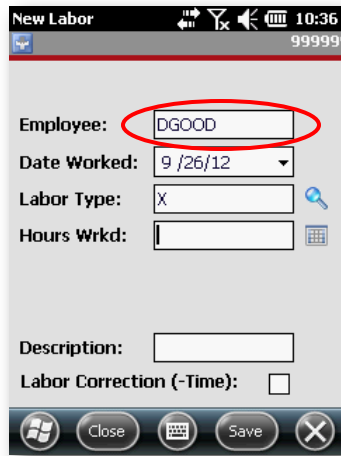 New Labor 10:36
99999
Employee: DGOOD
Date Worked: 9 /26/12
Labor Type: X
Hours Wrkd:
Description:
Labor Correction (-Time):
Close Save